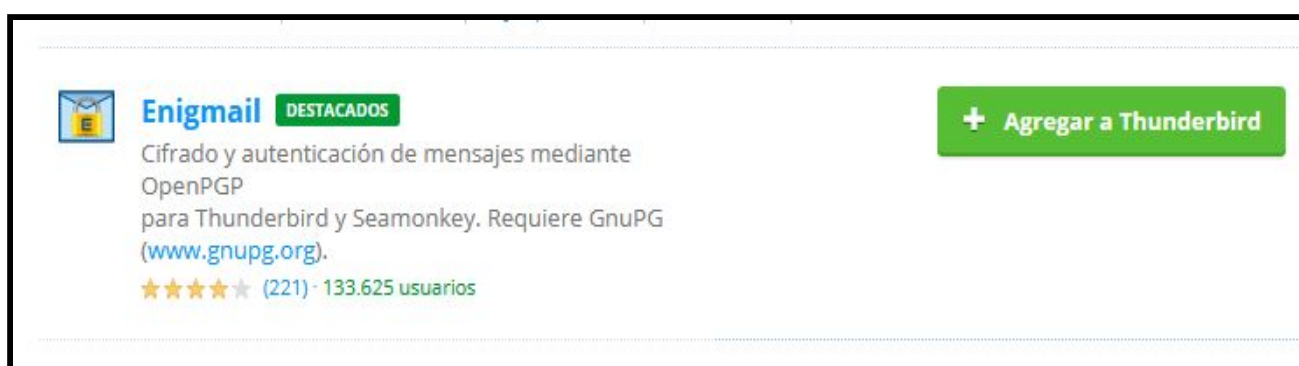 Enigmail DESTACADOS
Cifrado y autenticación de mensajes mediante
OpenPGP
para Thunderbird y Seamonkey. Requiere GnuPG
(www.gnupg.org).
(221) · 133.625 usuarios
+ Agregar a Thunderbird